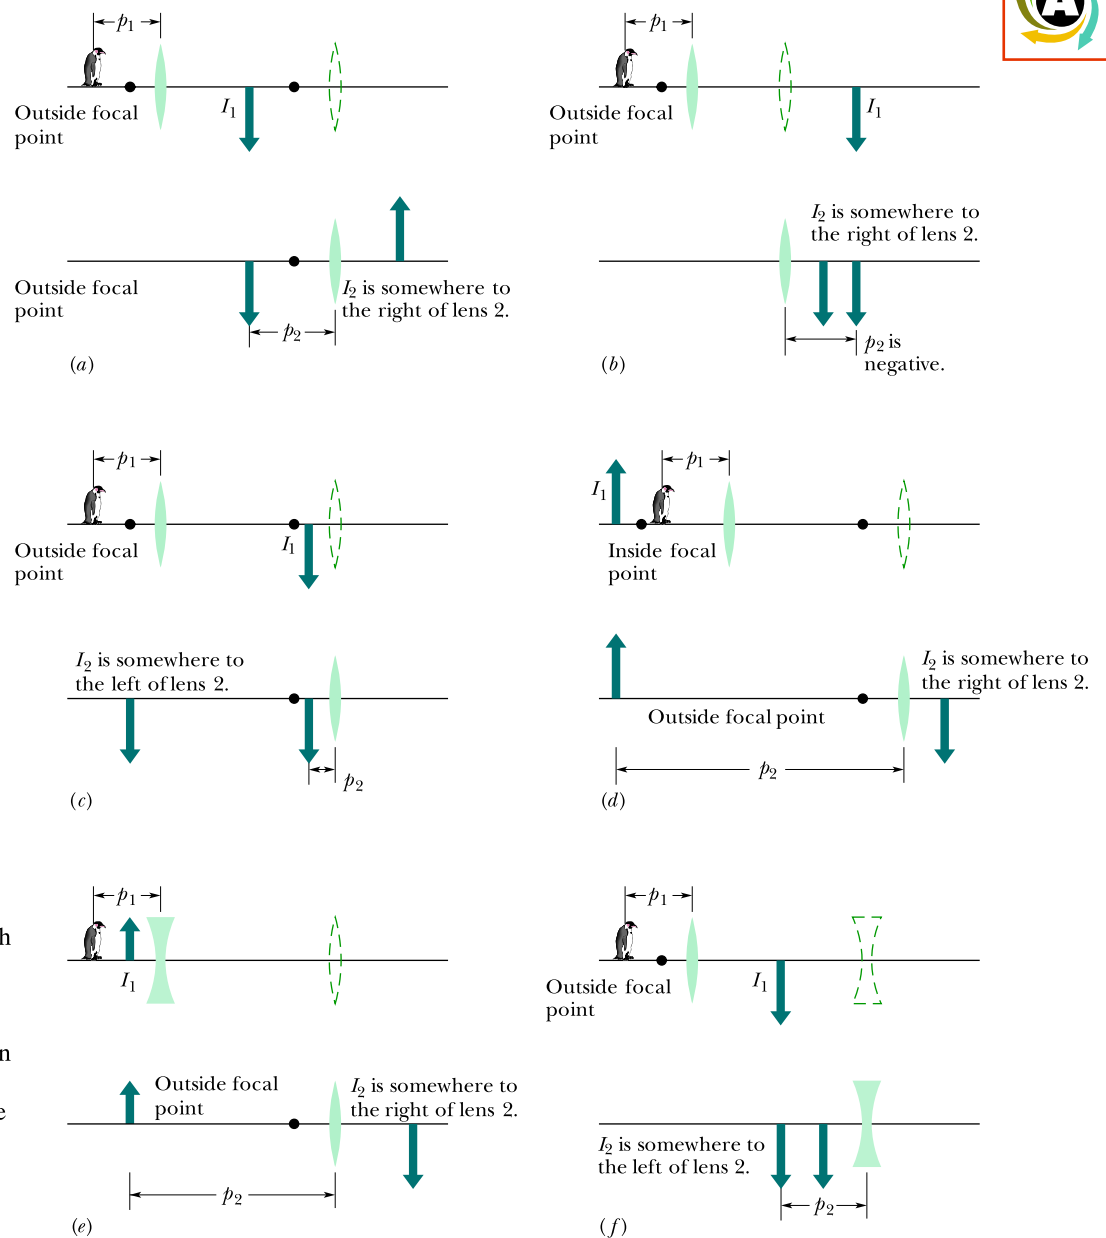 A
p1
Outside focal
point
I1
Outside focal
point
I2 is somewhere to
the right of lens 2.
p2
(a)
p1
Outside focal
point
I1
I2 is somewhere to
the right of lens 2.
p2 is
negative.
(b)
p1
Outside focal
point
I1
I2 is somewhere to
the left of lens 2.
p2
(c)
p1
I1
Inside focal
point
I2 is somewhere to
the right of lens 2.
Outside focal point
p2
(d)
h
n
e
p1
I1
Outside focal
point
I2 is somewhere to
the right of lens 2.
p2
(e)
p1
Outside focal
point
I1
I2 is somewhere to
the left of lens 2.
p2
(f)